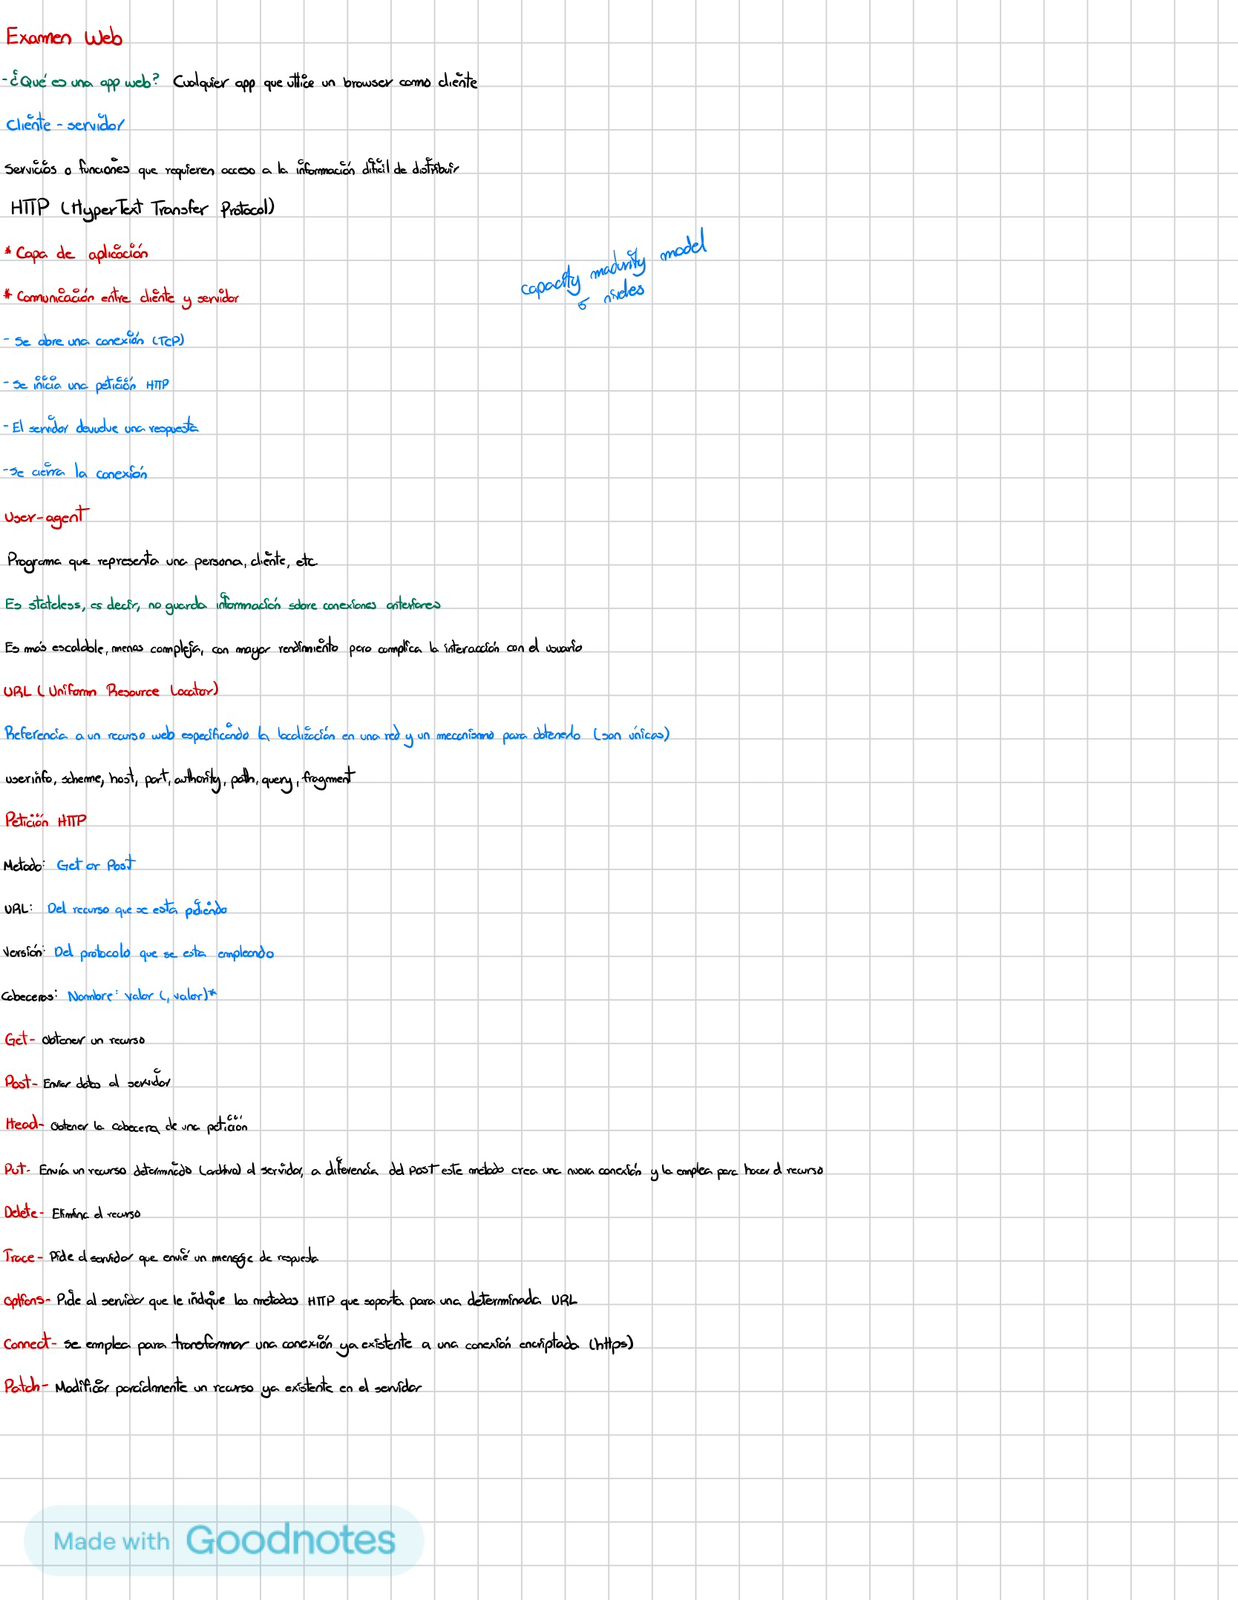 Examen Web
-¿Qué es una app web? Cualquier app que utilice un browser como cliente
Cliente - servidor
Servicios o funciones que requieren acceso a la información difícil de distribuir
HTTP (HyperText Transfer Protocol)
* Capa de aplicación
* Comunicación entre cliente y servidor
capacity madurity model
5 niveles
- Se abre una conexión (TCP)
- Se inicia una petición HTTP
- El servidor devuelve una respuesta
- Se cierra la conexión
User-agent
Programa que representa una persona, cliente, etc.
Es stateless, es decir, no guarda información sobre conexiones anteriores
Es más escalable, menos compleja, con mayor rendimiento pero complica la interacción con el usuario
URL (Uniform Resource Locator)
Referencia a un recurso web especificando la localización en una red y un mecanismo para obtenerlo (son únicas)
userinfo, scheme, host, port, authority, path, query, fragment
Petición HTTP
Metodo: Get or Post
URL: Del recurso que se esta pidiendo
Versión: Del protocolo que se esta empleando
Cabeceras: Nombre: valor (, valor)*
Get- Obtener un recurso
Post- Enviar datos al servidor
Head- Obtener la cabecera de una petición
Put- Envía un recurso determinado (archivo) al servidor, a diferencia del Post este metodo crea una nueva conexión y la emplea para hacer el recurso
Delete- Elimina el recurso
Trace- Pide al servidor que envié un mensaje de respuesta
Options- Pide al servidor que le indique los metodos HTTP que soporta para una determinada URL
Connect- Se emplea para transformar una conexión ya existente a una conexión encriptada (https)
Patch- Modificar parcialmente un recurso ya existente en el servidor
Made with Goodnotes